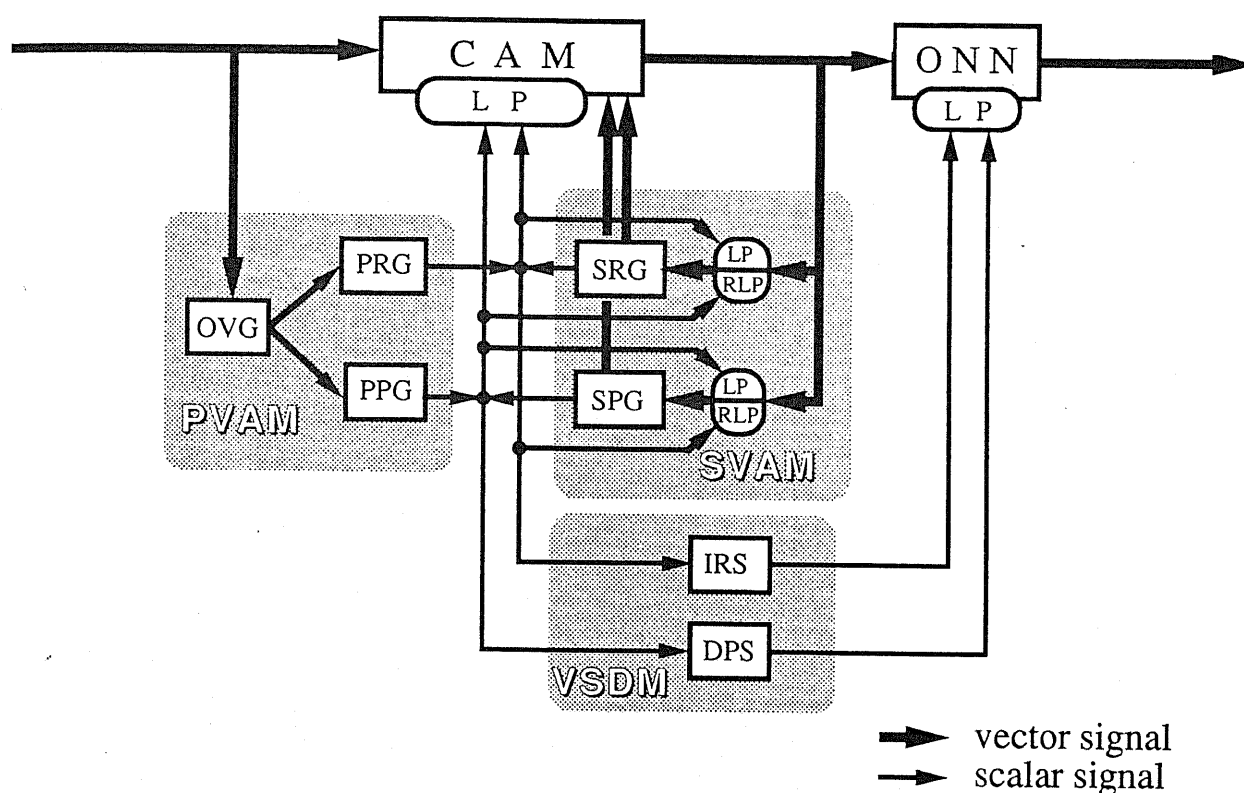 C A M
O N N
L P
L P
PRG
SRG
LP
RLP
OVG
PPG
SPG
LP
RLP
PVAM
SVAM
IRS
DPS
VSDM
vector signal
scalar signal